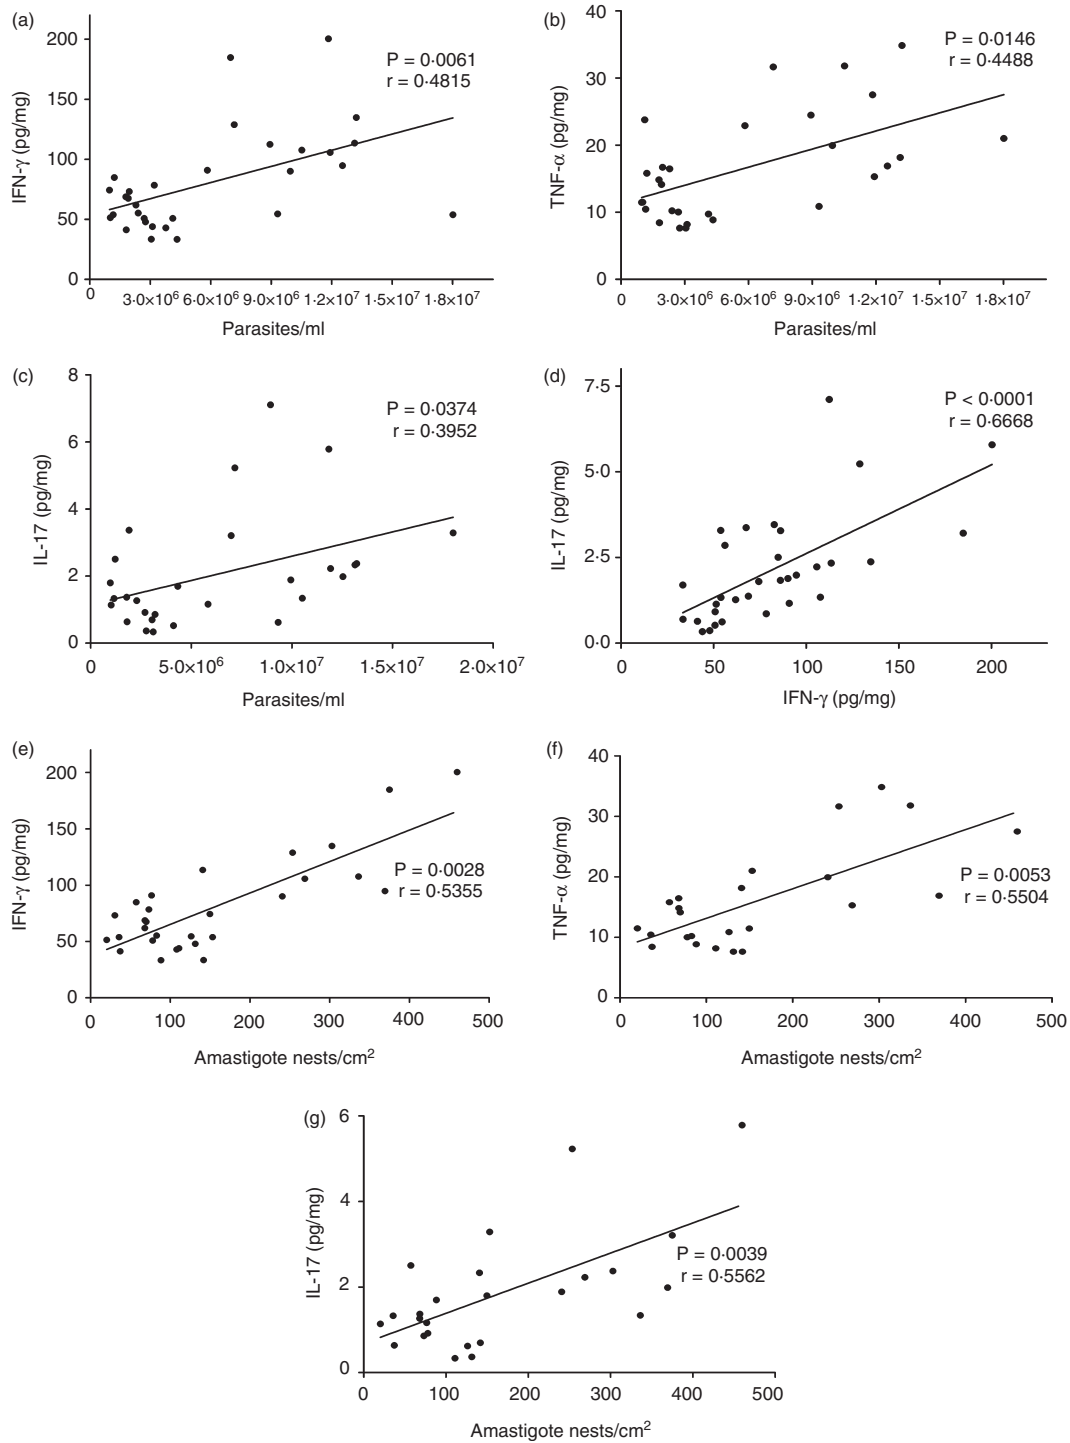 (a)
200
150
100
50
0
IFN-γ (pg/mg)
P = 0·0061
r = 0·4815
0 3·0×10⁶ 6·0×10⁶ 9·0×10⁶ 1·2×10⁷ 1·5×10⁷ 1·8×10⁷
Parasites/ml
(b)
40
30
20
10
0
TNF-α (pg/mg)
P = 0·0146
r = 0·4488
0 3·0×10⁶ 6·0×10⁶ 9·0×10⁶ 1·2×10⁷ 1·5×10⁷ 1·8×10⁷
Parasites/ml
(c)
8
6
4
2
0
IL-17 (pg/mg)
P = 0·0374
r = 0·3952
0 5·0×10⁶ 1·0×10⁷ 1·5×10⁷ 2·0×10⁷
Parasites/ml
(d)
7·5
5·0
2·5
0·0
IL-17 (pg/mg)
P < 0·0001
r = 0·6668
0 50 100 150 200
IFN-γ (pg/mg)
(e)
200
150
100
50
0
IFN-γ (pg/mg)
P = 0·0028
r = 0·5355
0 100 200 300 400 500
Amastigote nests/cm²
(f)
40
30
20
10
0
TNF-α (pg/mg)
P = 0·0053
r = 0·5504
0 100 200 300 400 500
Amastigote nests/cm²
(g)
6
4
2
0
IL-17 (pg/mg)
P = 0·0039
r = 0·5562
0 100 200 300 400 500
Amastigote nests/cm²